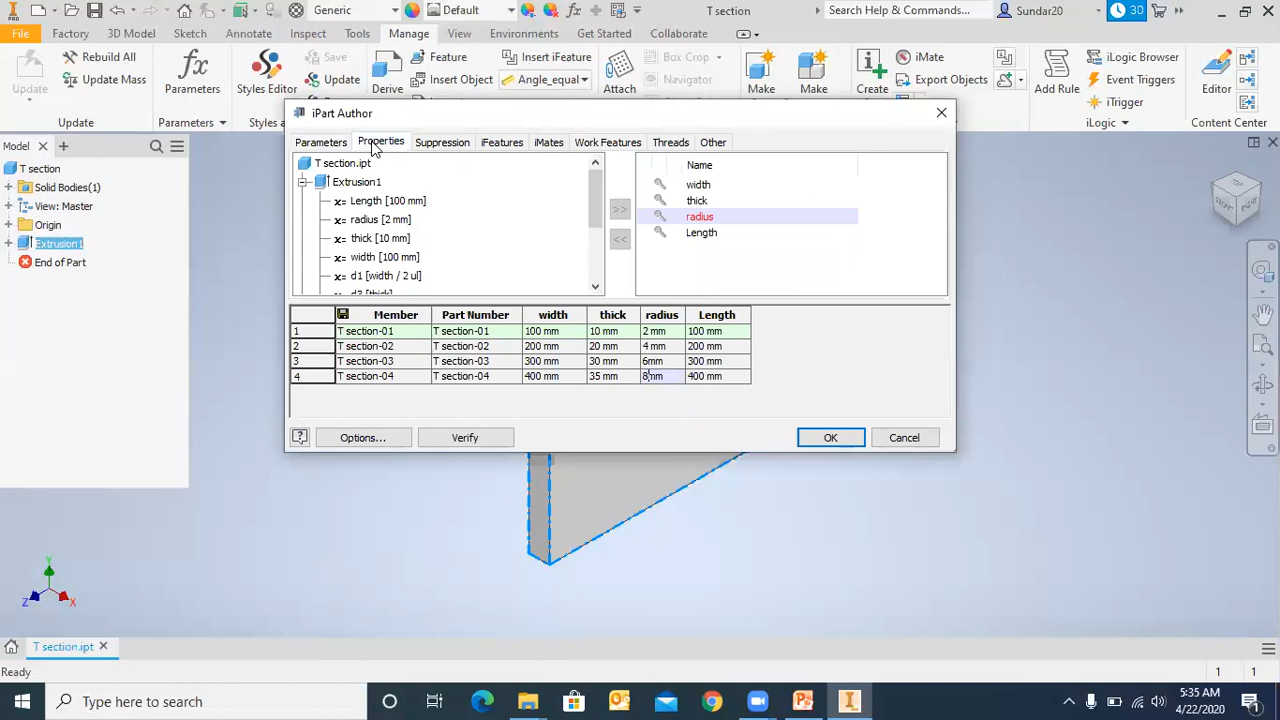 PRO
Generic
Default
T section
Search Help & Commands...
Sundar20
30
File
Factory
3D Model
Sketch
Annotate
Inspect
Tools
Manage
View
Environments
Get Started
Collaborate
Update
Rebuild All
Update Mass
Update
fx
Parameters
Parameters
Styles Editor
Save
Update
Styles a
Derive
Feature
Insert Object
Insert iFeature
Angle_equal
Attach
Box Crop
Navigator
Make
Make
Create
iMate
Export Objects
Add Rule
iLogic Browser
Event Triggers
iTrigger
iLogic
Editor
Content Center
Model
T section
Solid Bodies(1)
View: Master
Origin
Extrusion1
End of Part
iPart Author
Parameters
Properties
Suppression
iFeatures
iMates
Work Features
Threads
Other
T section.ipt
Extrusion1
x= Length [100 mm]
x= radius [2 mm]
x= thick [10 mm]
x= width [100 mm]
x= d1 [width / 2 ul]
>>
<<
Name
width
thick
radius
Length
Member Part Number width thick radius Length
1 T section-01 T section-01 100 mm 10 mm 2 mm 100 mm
2 T section-02 T section-02 200 mm 20 mm 4 mm 200 mm
3 T section-03 T section-03 300 mm 30 mm 6mm 300 mm
4 T section-04 T section-04 400 mm 35 mm 8mm 400 mm
Options...
Verify
OK
Cancel
FRONT
Y
Z
X
T section.ipt
Ready
1
1
Type here to search
5:35 AM
4/22/2020